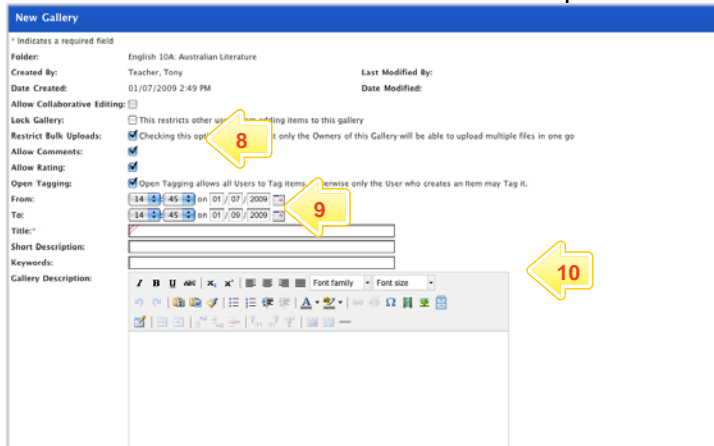 New Gallery
* Indicates a required field
Folder: English 10A: Australian Literature
Created By: Teacher, Tony Last Modified By:
Date Created: 01/07/2009 2:49 PM Date Modified:
Allow Collaborative Editing:
Lock Gallery: This restricts other adding items to this gallery
Restrict Bulk Uploads: Checking this only the Owners of this Gallery will be able to upload multiple files in one go
8
Allow Comments:
Allow Rating:
Open Tagging: Open Tagging allows all Users to Tag Items, only the User who creates an Item may Tag it.
From: 14 : 45 on 01 / 07 / 2009
9
To: 14 : 45 on 01 / 09 / 2009
Title:*
Short Description:
Keywords:
10
Gallery Description:
I B U ABC X₂ X² Font family Font size
A Ω